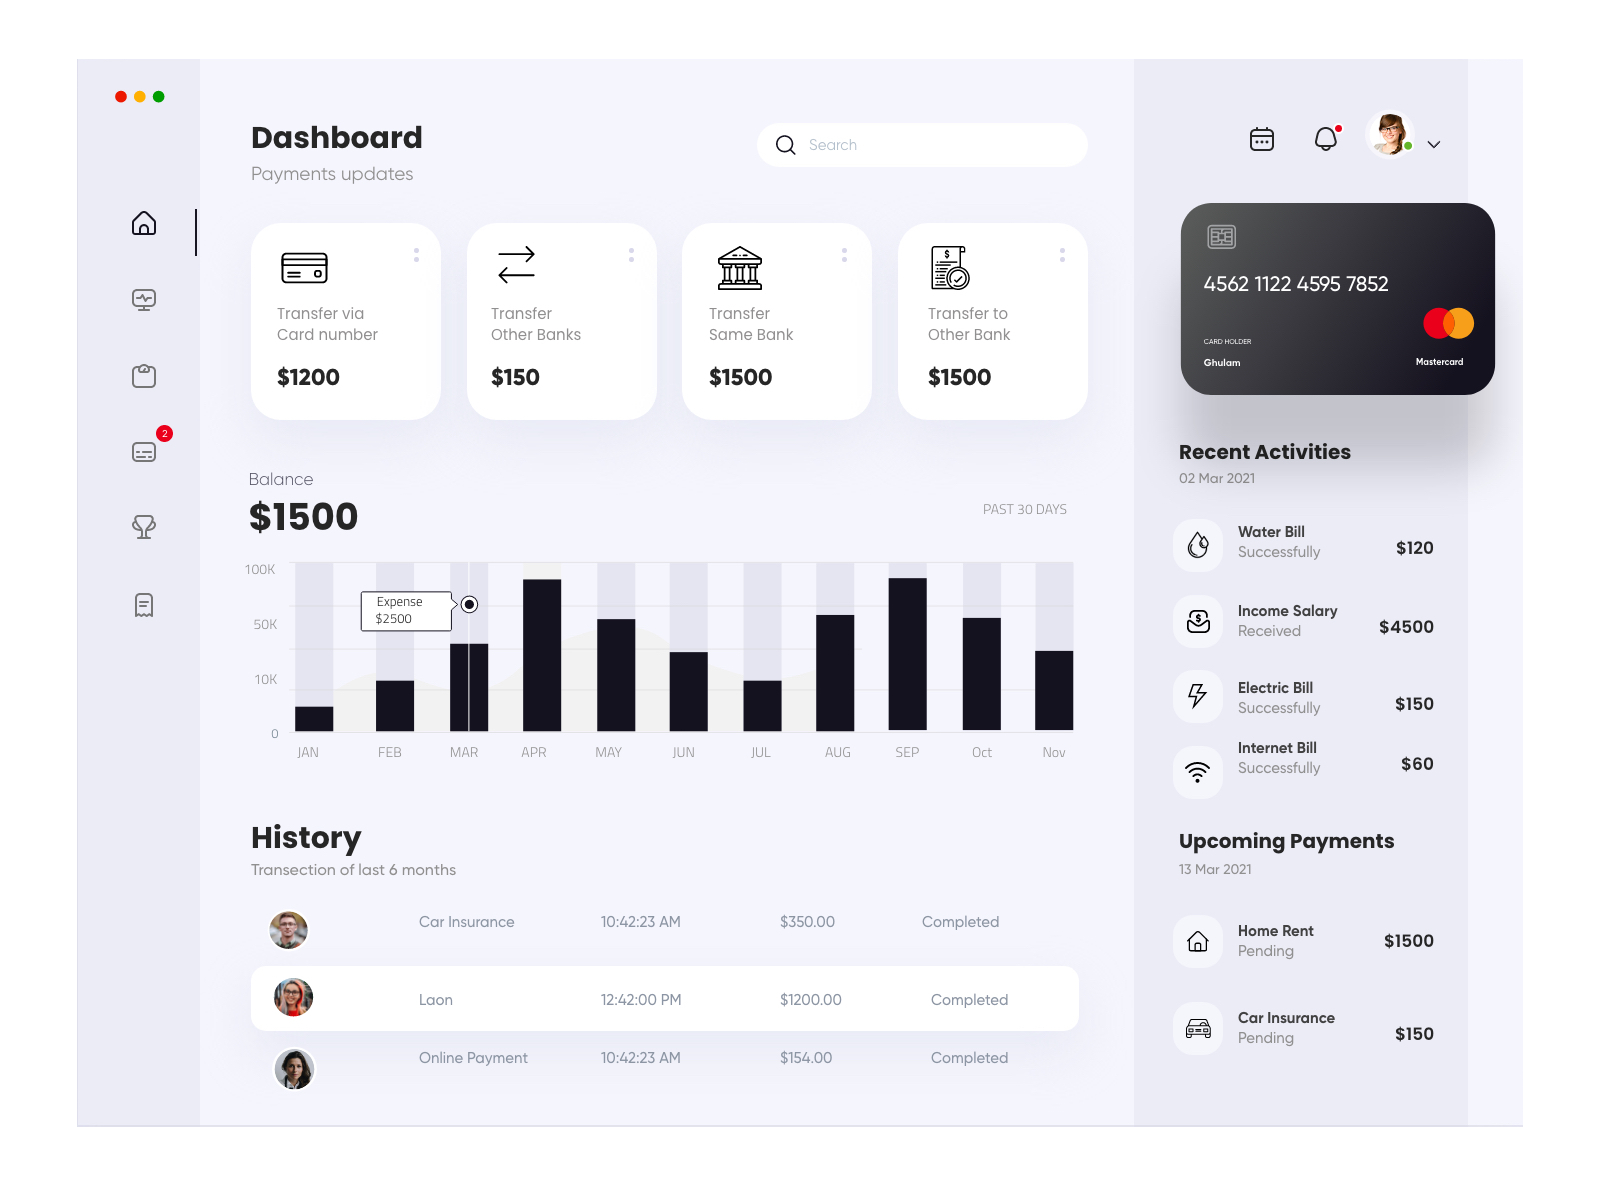 Dashboard
Payments updates
Search
2
Transfer via
Card number
$1200
Transfer
Other Banks
$150
Transfer
Same Bank
$1500
Transfer to
Other Bank
$1500
Balance
$1500
PAST 30 DAYS
100K
50K
10K
0
Expense
$2500
JAN FEB MAR APR MAY JUN JUL AUG SEP Oct Nov
History
Transection of last 6 months
Car Insurance 10:42:23 AM $350.00 Completed
Laon 12:42:00 PM $1200.00 Completed
Online Payment 10:42:23 AM $154.00 Completed
4562 1122 4595 7852
CARD HOLDER
Ghulam
Mastercard
Recent Activities
02 Mar 2021
Water Bill
Successfully
$120
Income Salary
Received
$4500
Electric Bill
Successfully
$150
Internet Bill
Successfully
$60
Upcoming Payments
13 Mar 2021
Home Rent
Pending
$1500
Car Insurance
Pending
$150